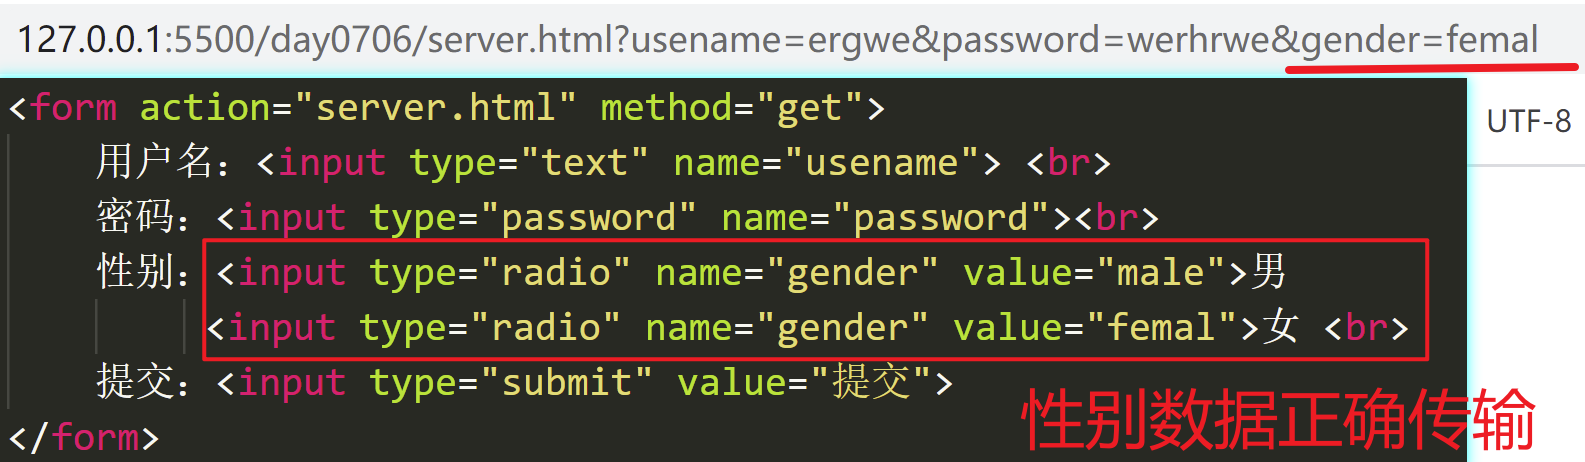 127.0.0.1:5500/day0706/server.html?usename=ergwe&password=werhrwe&gender=femal
<form action="server.html" method="get">
UTF-8
用户名：<input type="text" name="usename"> <br>
密码：<input type="password" name="password"><br>
性别：<input type="radio" name="gender" value="male">男
<input type="radio" name="gender" value="femal">女 <br>
提交：<input type="submit" value="提交">
性别数据正确传输
</form>